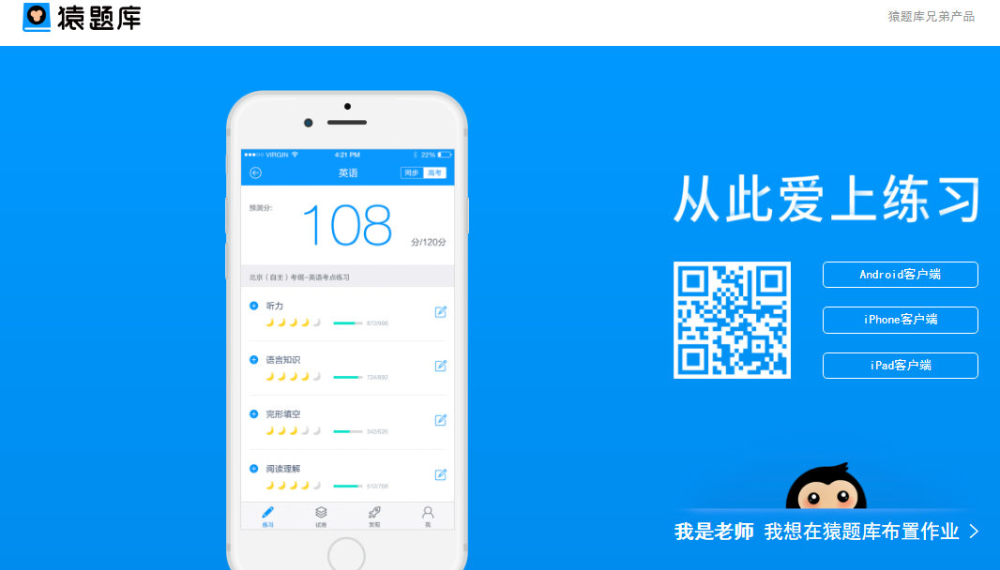 猿题库
猿题库兄弟产品
VIRGIN 4:21 PM 22%
英语 同步 高考
预测分:
108 分/120分
北京（自主）考纲-英语考点练习
听力
872/998
语言知识
724/892
完形填空
342/626
阅读理解
512/768
练习 试卷 发现 我
从此爱上练习
Android客户端
iPhone客户端
iPad客户端
我是老师 我想在猿题库布置作业